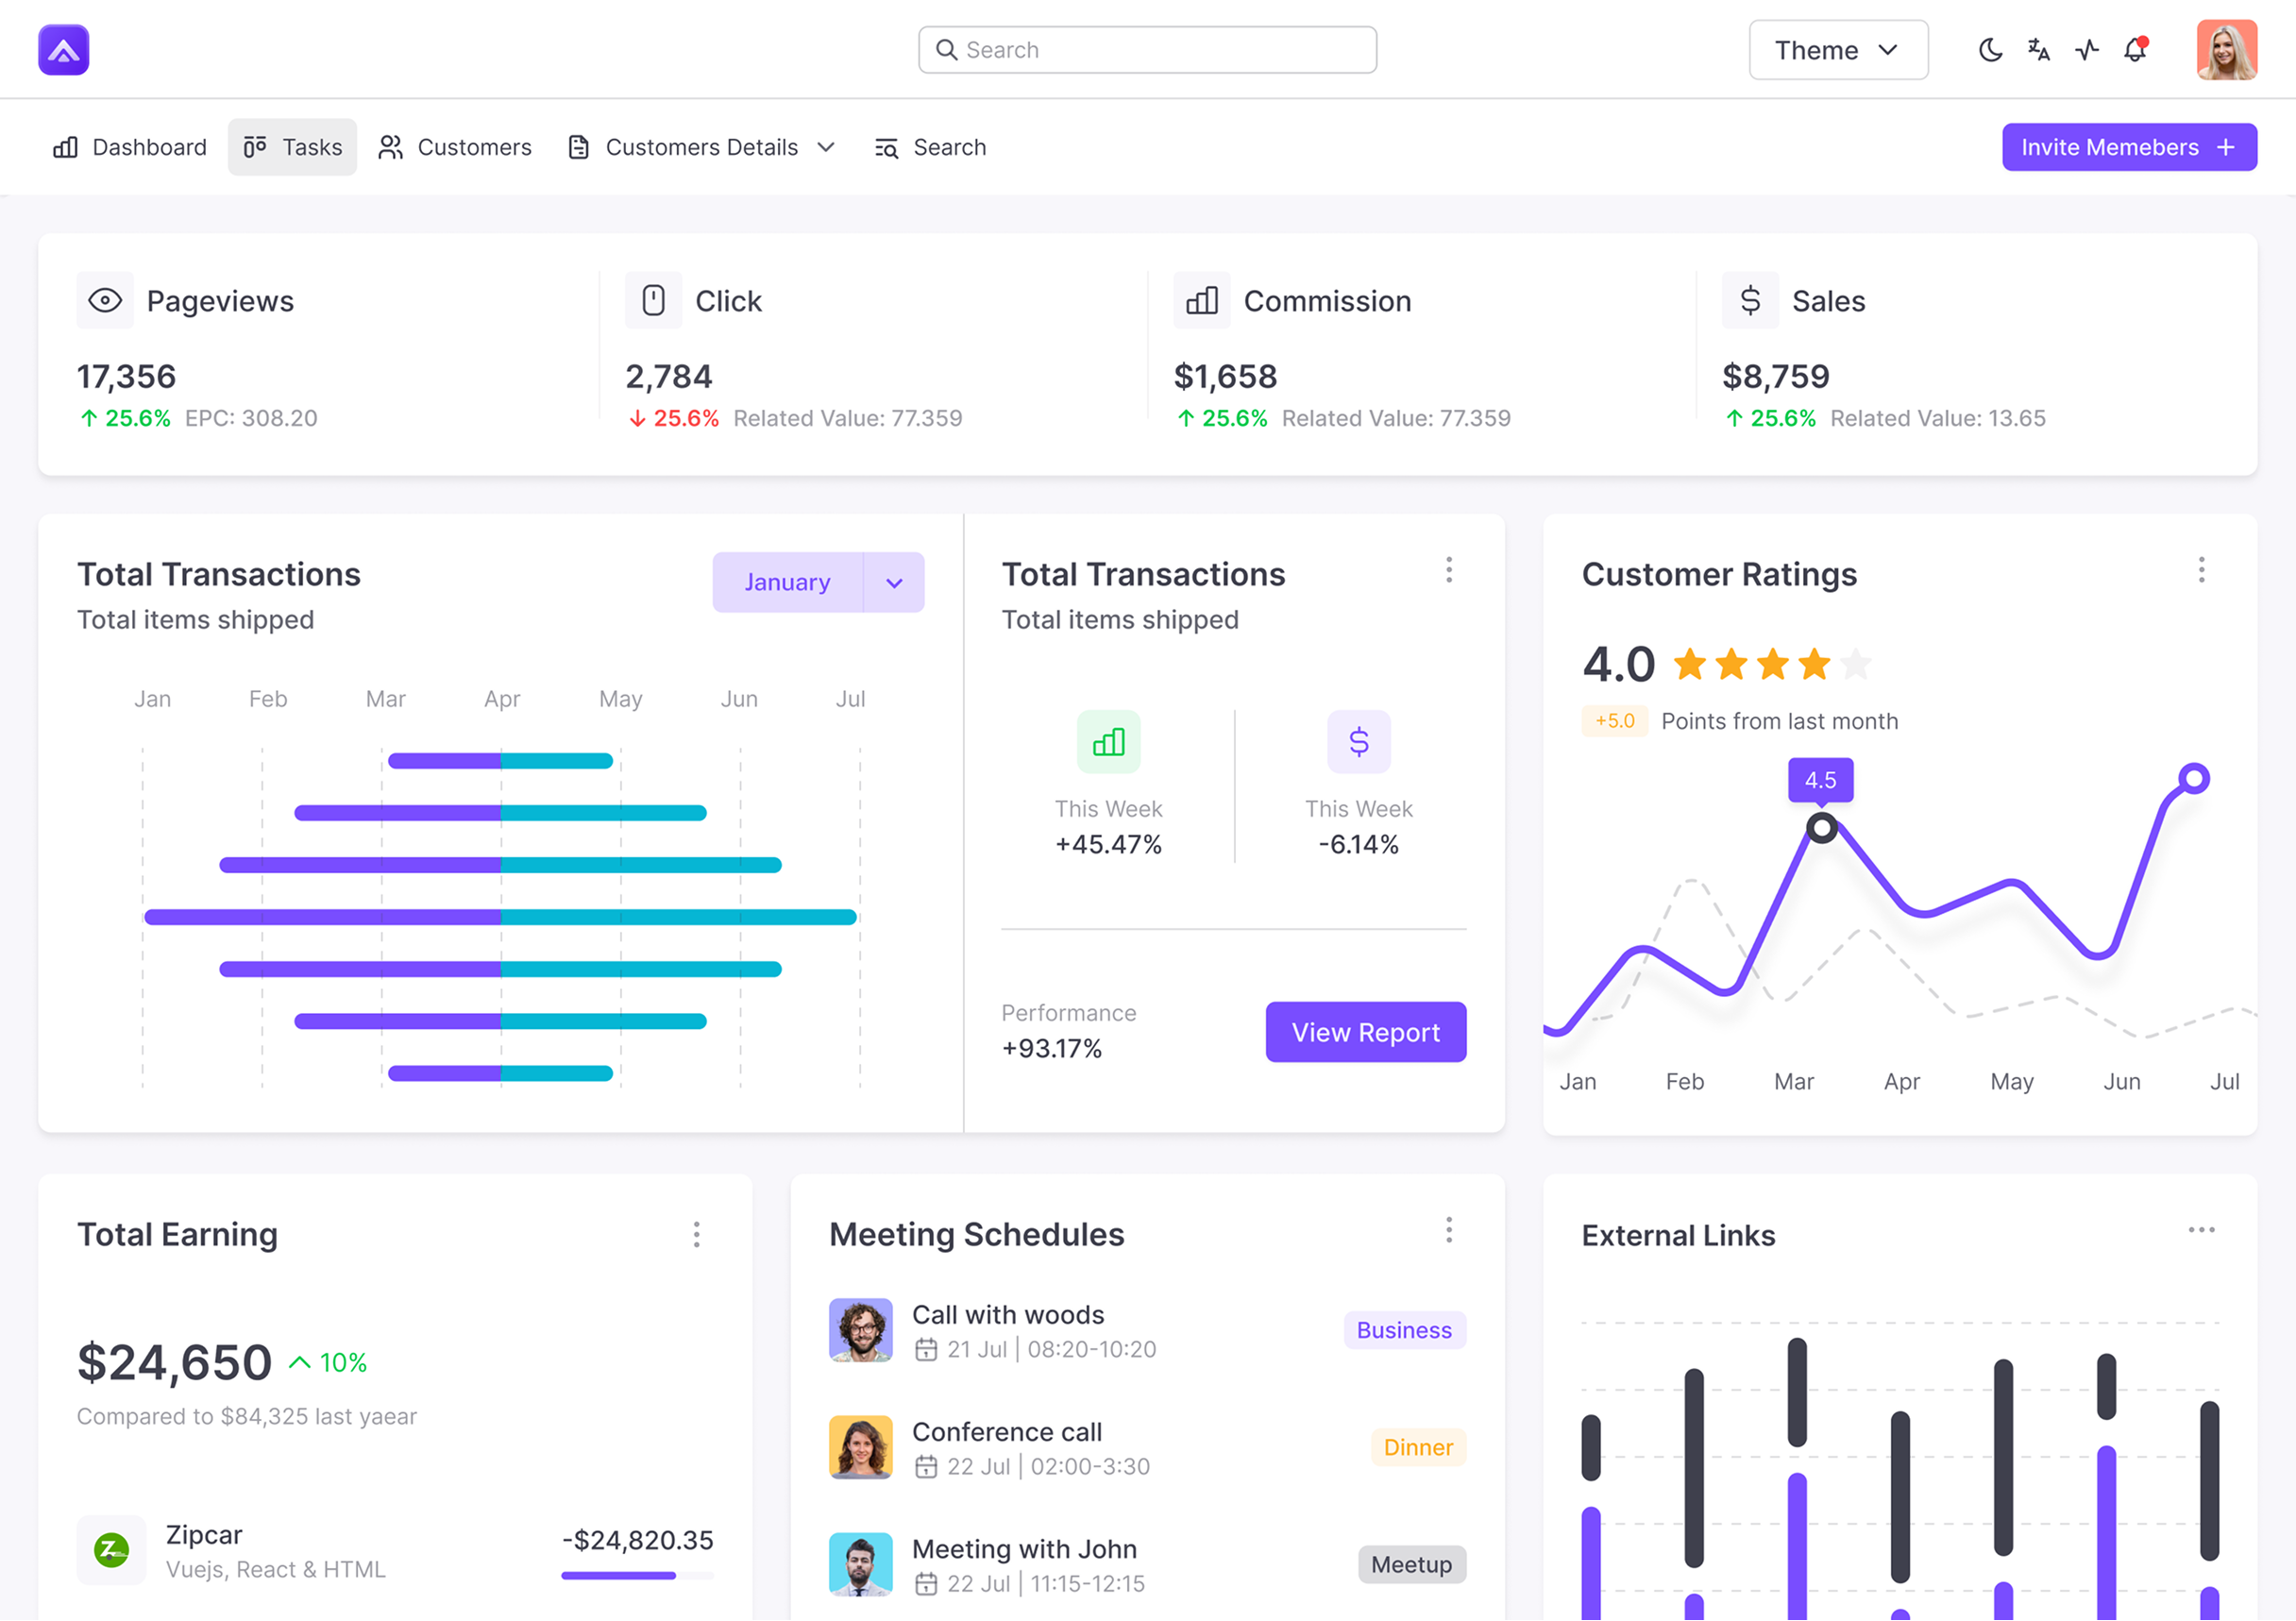 Search
Theme
Dashboard
Tasks
Customers
Customers Details
Search
Invite Memebers
Pageviews
17,356
25.6% EPC: 308.20
Click
2,784
25.6% Related Value: 77.359
Commission
$1,658
25.6% Related Value: 77.359
Sales
$8,759
25.6% Related Value: 13.65
Total Transactions
Total items shipped
January
Jan Feb Mar Apr May Jun Jul
Total Transactions
Total items shipped
This Week
+45.47%
This Week
-6.14%
Performance
+93.17%
View Report
Customer Ratings
4.0
+5.0 Points from last month
4.5
Jan Feb Mar Apr May Jun Jul
Total Earning
$24,650 10%
Compared to $84,325 last yaear
Zipcar
Vuejs, React & HTML
-$24,820.35
Meeting Schedules
Call with woods
21 Jul | 08:20-10:20
Business
Conference call
22 Jul | 02:00-3:30
Dinner
Meeting with John
22 Jul | 11:15-12:15
Meetup
External Links